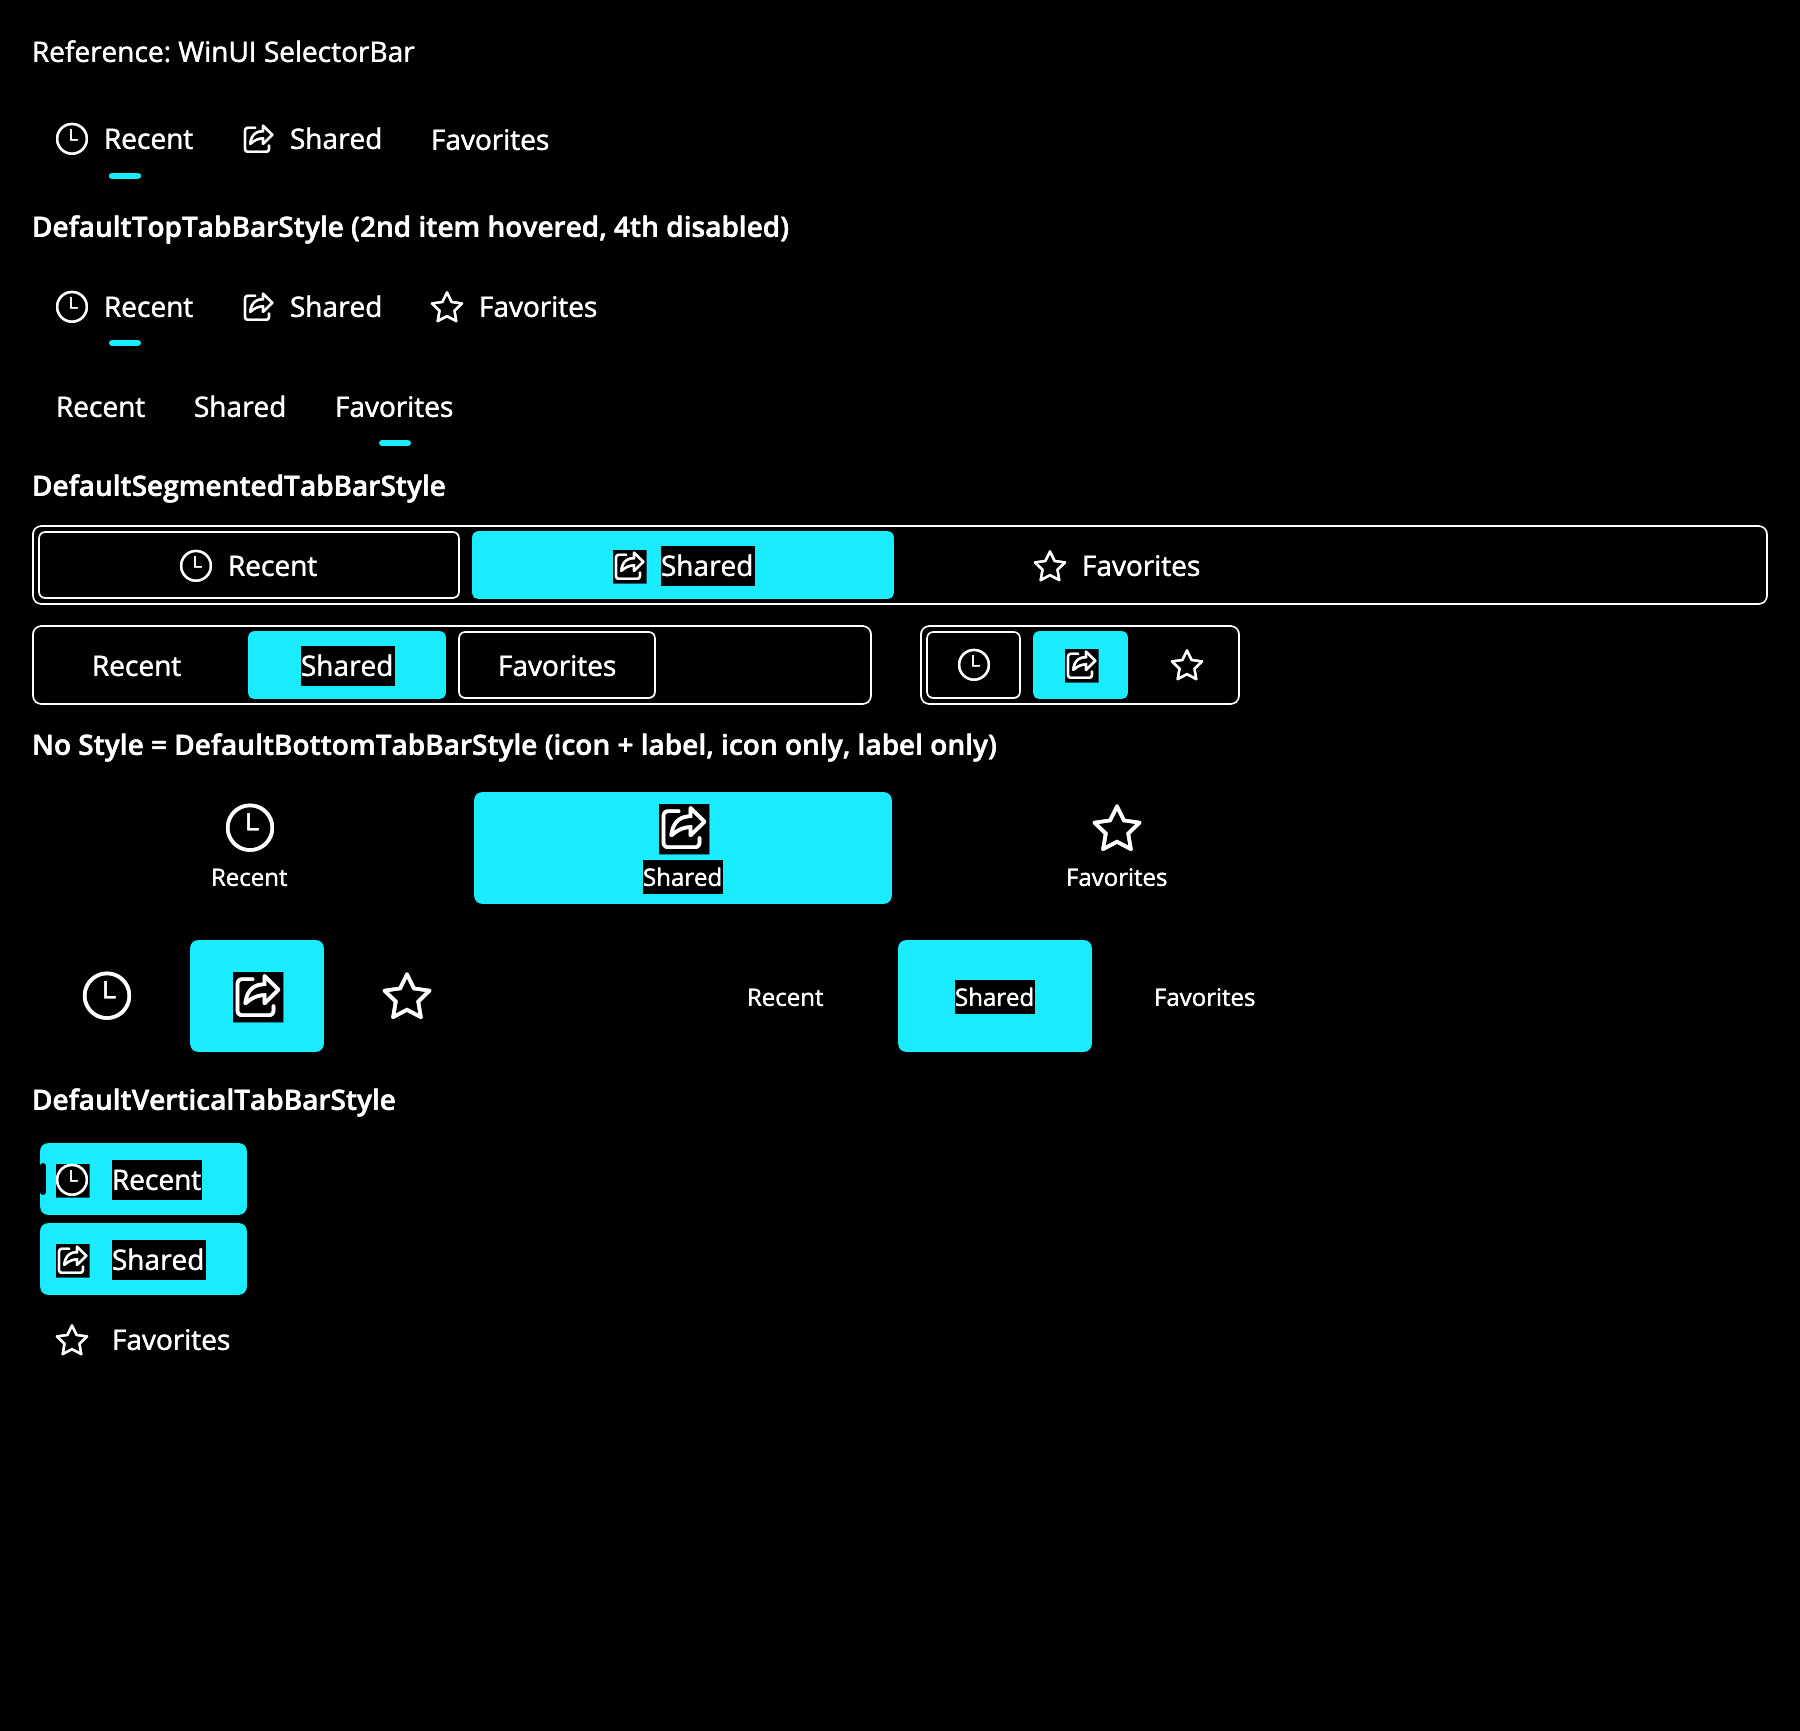 Reference: WinUI SelectorBar
Recent Shared Favorites
DefaultTopTabBarStyle (2nd item hovered, 4th disabled)
Recent Shared Favorites
Recent Shared Favorites
DefaultSegmentedTabBarStyle
Recent Shared Favorites
Recent Shared Favorites
No Style = DefaultBottomTabBarStyle (icon + label, icon only, label only)
Recent Shared Favorites
Recent Shared Favorites
DefaultVerticalTabBarStyle
Recent
Shared
Favorites